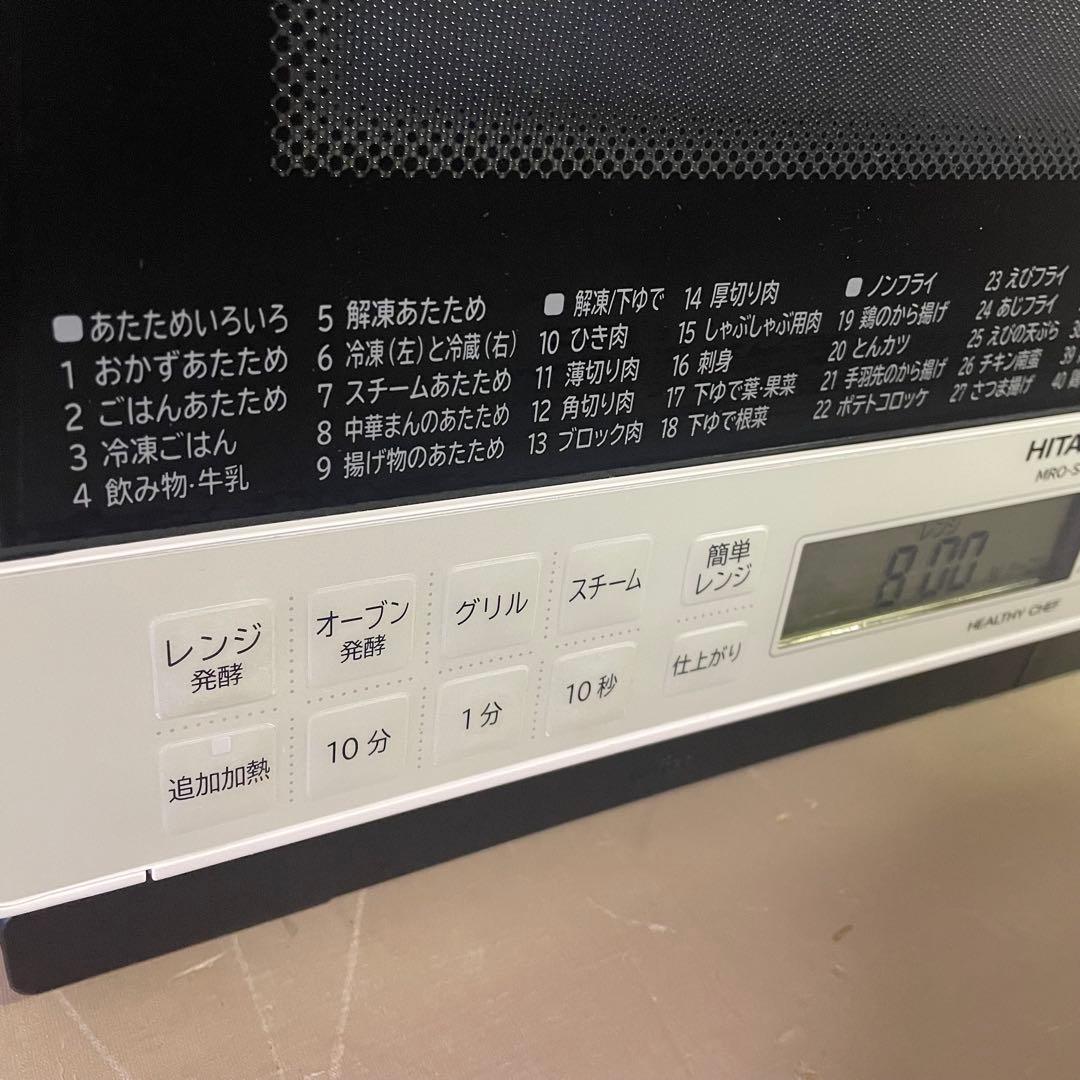 あたためいろいろ
1 おかずあたため
2 ごはんあたため
3 冷凍ごはん
4 飲み物・牛乳
5 解凍あたため
6 冷凍(左)と冷蔵(右)
7 スチームあたため
8 中華まんのあたため
9 揚げ物のあたため
解凍/下ゆで
10 ひき肉
11 薄切り肉
12 角切り肉
13 ブロック肉
14 厚切り肉
15 しゃぶしゃぶ用肉
16 刺身
17 下ゆで葉・果菜
18 下ゆで根菜
ノンフライ
19 鶏のから揚げ
20 とんカツ
21 手羽先のから揚げ
22 ポテトコロッケ
23 えびフライ
24 あじフライ
25 えびの天ぷら
26 チキン南蛮
27 さつま揚げ
40
HITA
MRO-S
レンジ
8:00
HEALTHY CHEF
レンジ
発酵
オーブン
発酵
グリル
スチーム
簡単
レンジ
追加加熱
10分
1分
10秒
仕上がり